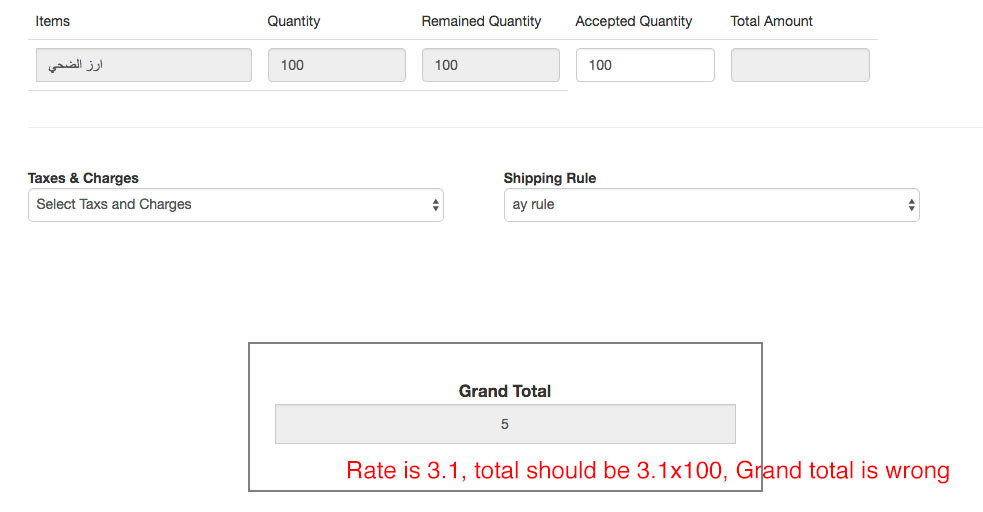 Items Quantity Remained Quantity Accepted Quantity Total Amount
ارز الضحي 100 100 100
Taxes & Charges Shipping Rule
Select Taxs and Charges ay rule
Grand Total
5
Rate is 3.1, total should be 3.1x100, Grand total is wrong